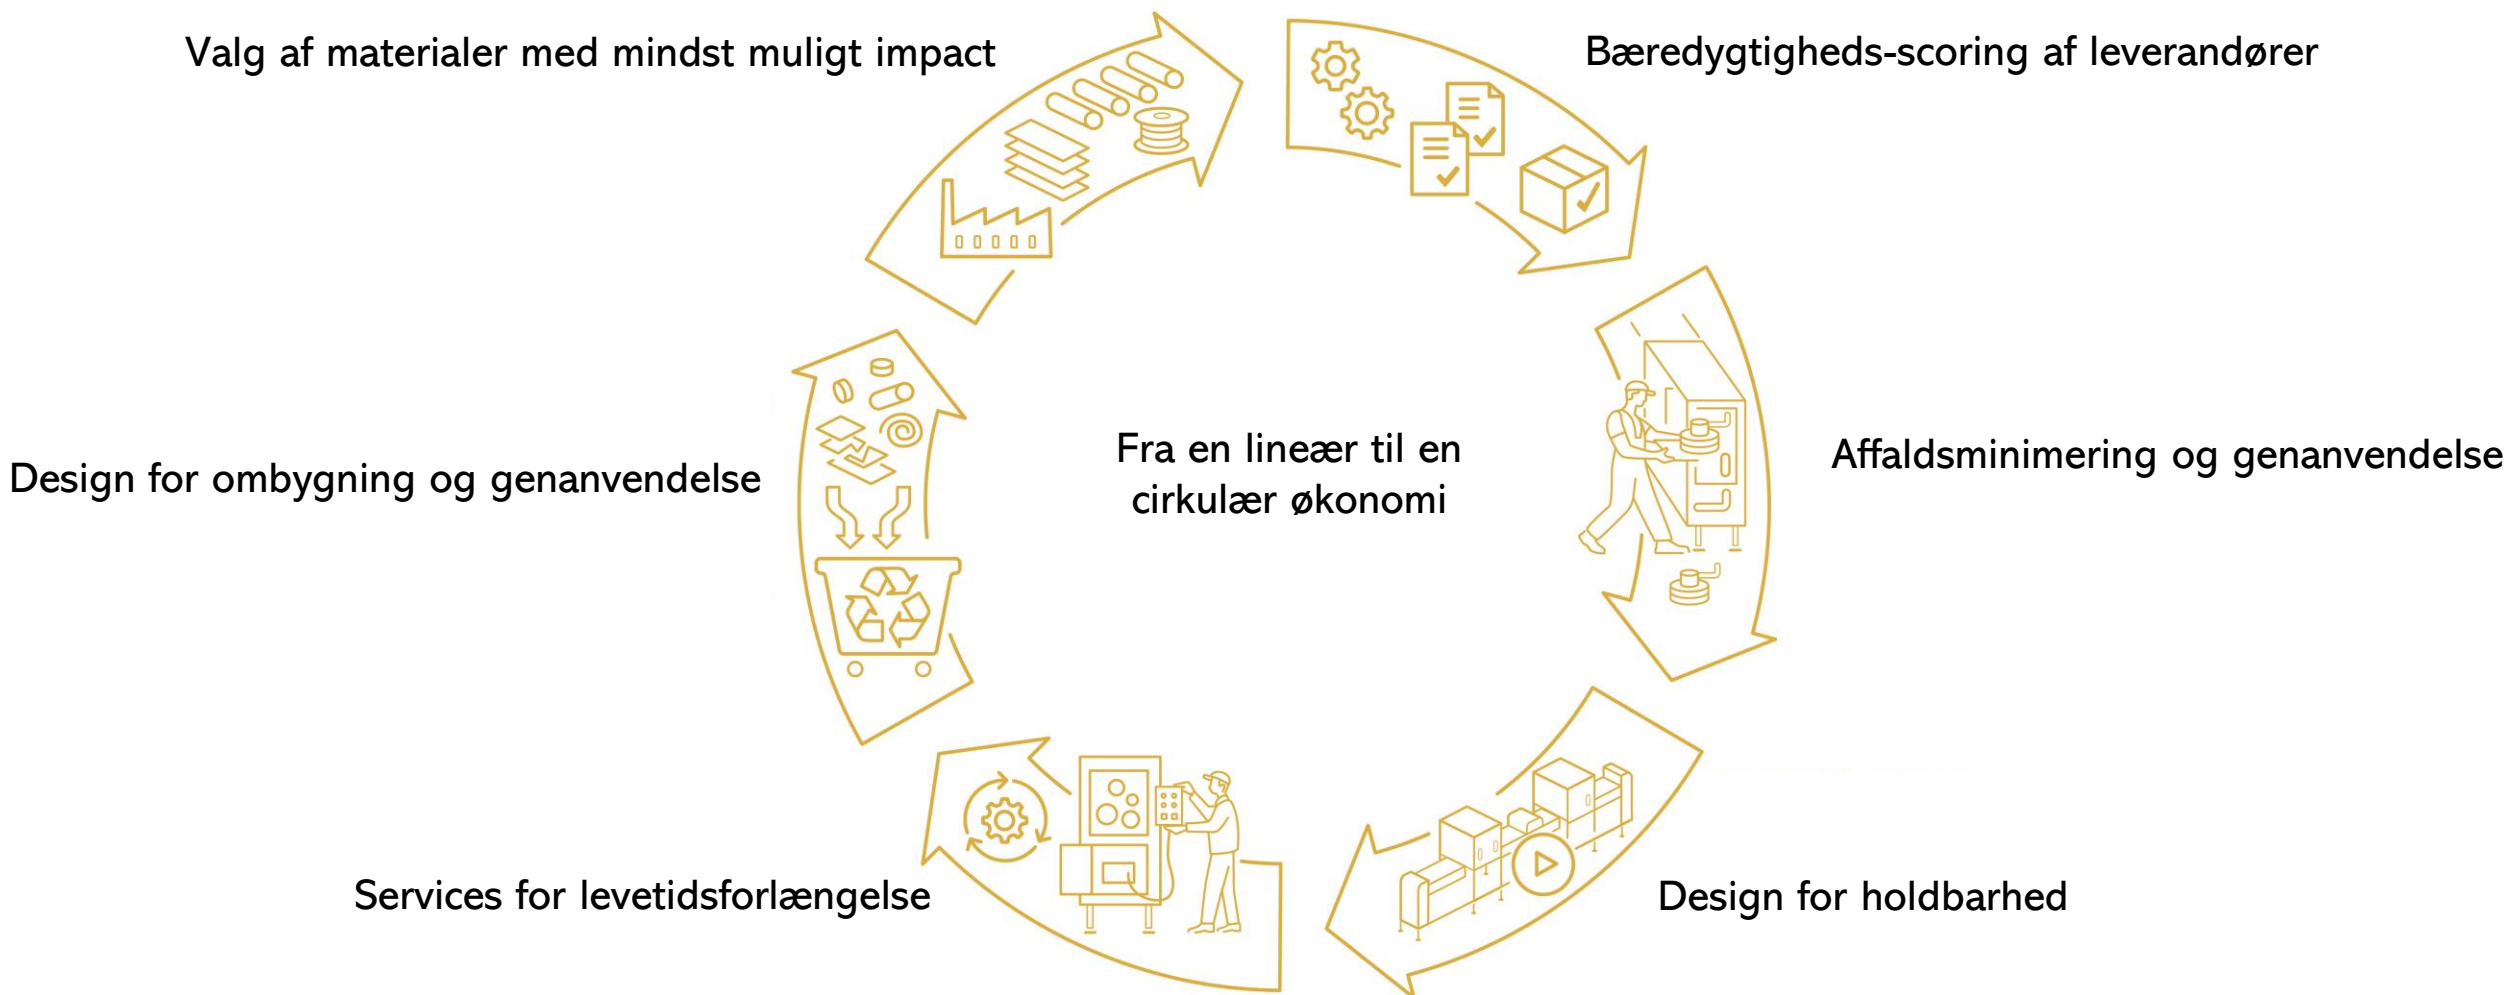 Valg af materialer med mindst muligt impact
Bæredygtigheds-scoring af leverandører
Design for ombygning og genanvendelse
Fra en lineær til en
cirkulær økonomi
Affaldsminimering og genanvendelse
Services for levetidsforlængelse
Design for holdbarhed